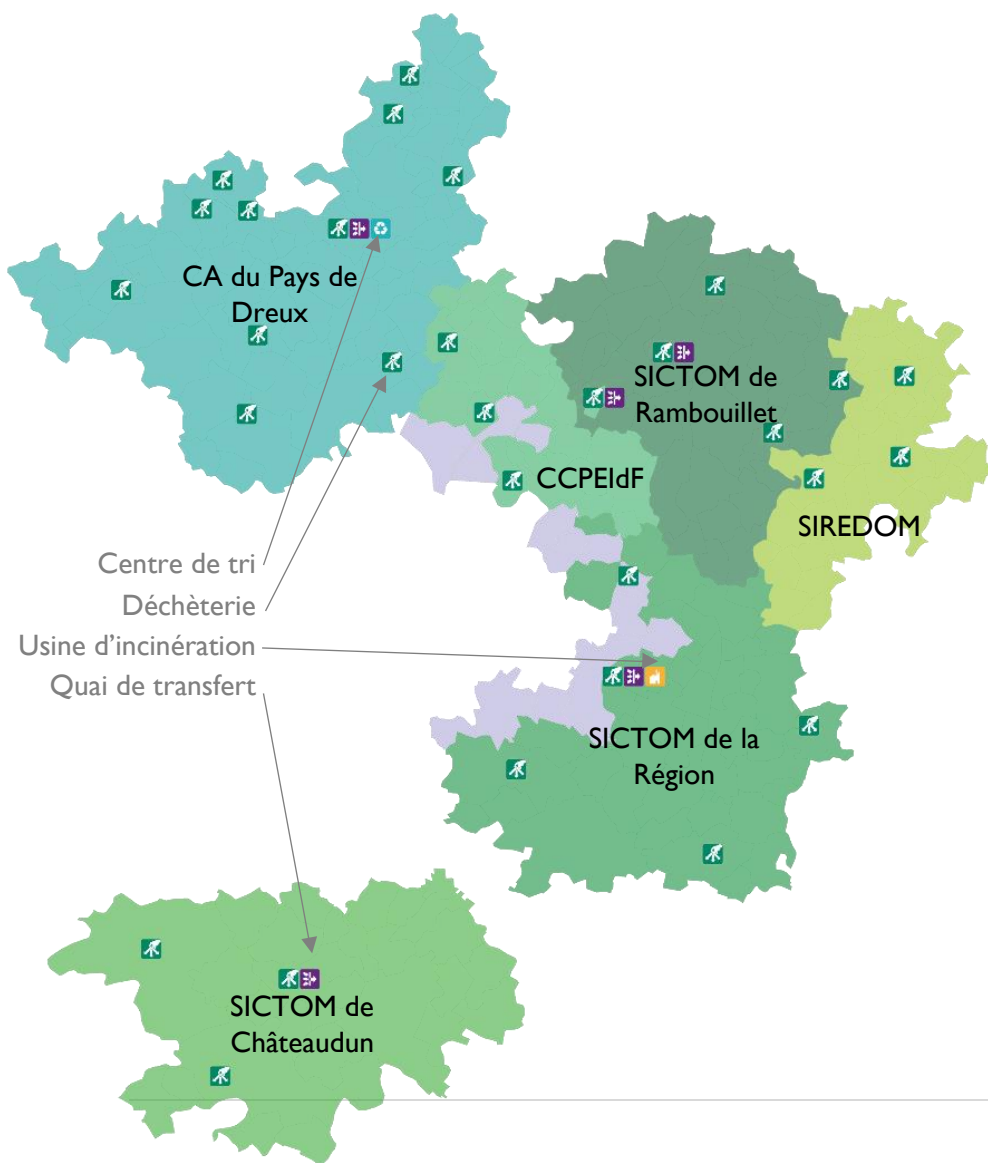 CA du Pays de
Dreux
SICTOM de
Rambouillet
CCPEIdF
SIREDOM
Centre de tri
Déchèterie
Usine d'incinération
Quai de transfert
SICTOM de la
Région
SICTOM de
Châteaudun